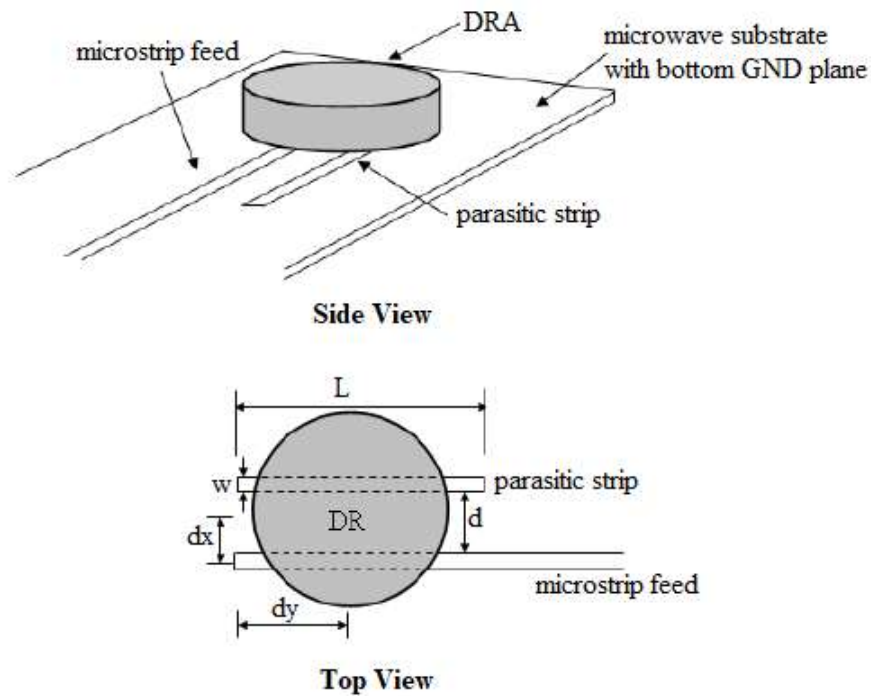 DRA
microstrip feed
microwave substrate
with bottom GND plane
parasitic strip
Side View
L
w
parasitic strip
DR
d
dx
microstrip feed
dy
Top View